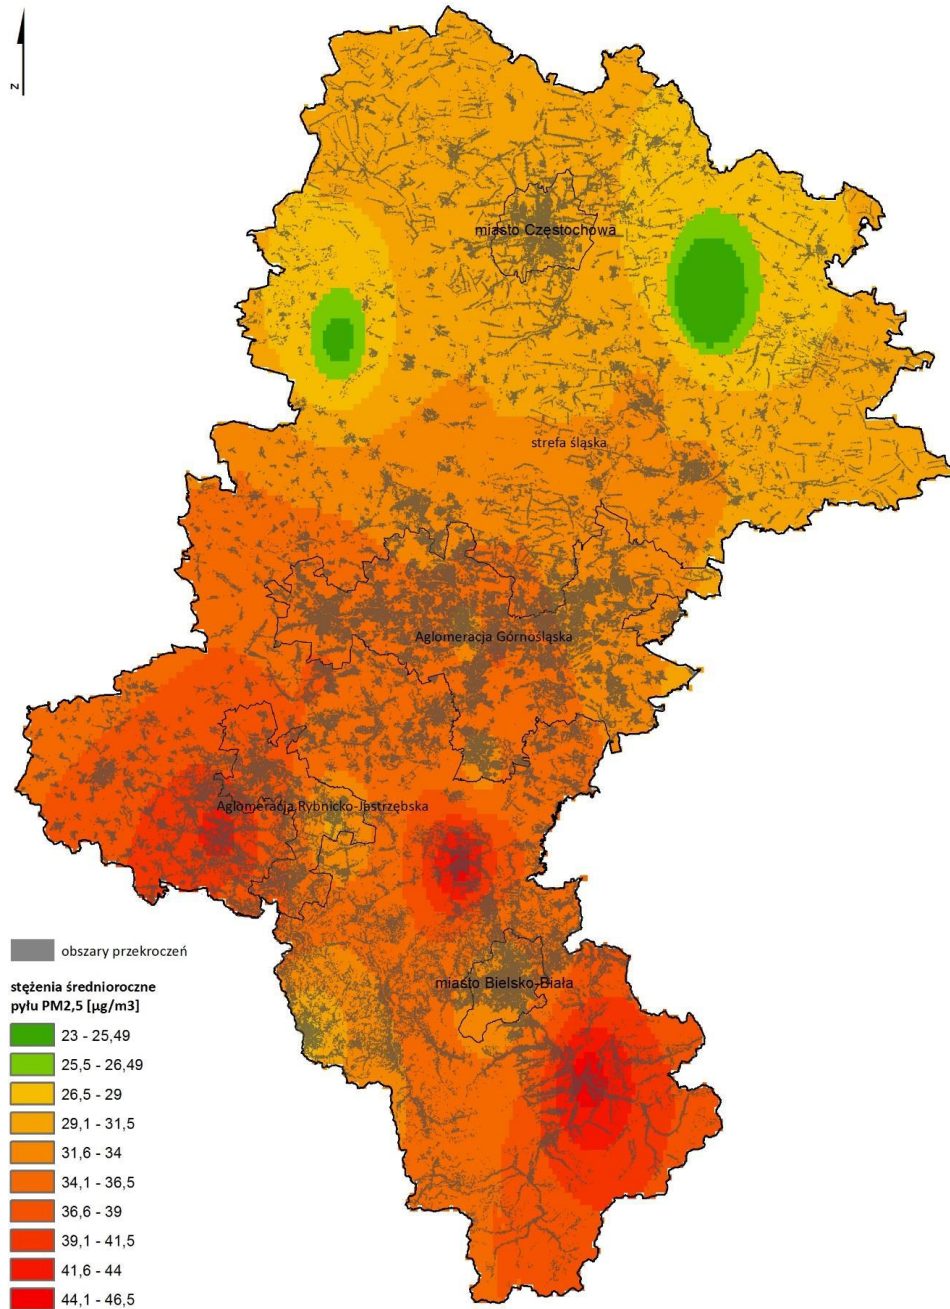 N
miasto Częstochowa
strefa śląska
Aglomeracja Górnośląska
Aglomeracja Rybnicko-Jastrzębska
miasto Bielsko-Biała
obszary przekroczeń
stężenia średnioroczne
pyłu PM2,5 [µg/m3]
23 - 25,49
25,5 - 26,49
26,5 - 29
29,1 - 31,5
31,6 - 34
34,1 - 36,5
36,6 - 39
39,1 - 41,5
41,6 - 44
44,1 - 46,5